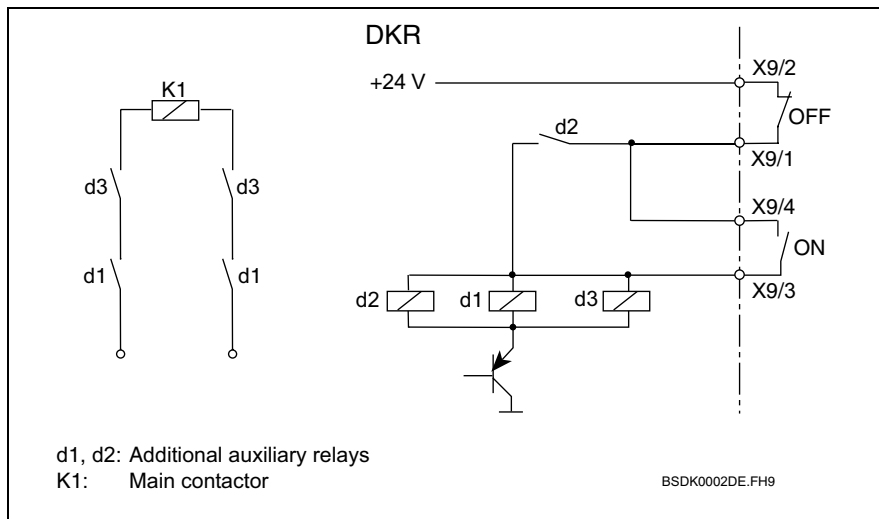 DKR
K1
+24 V
X9/2
OFF
d2
X9/1
d3
d3
X9/4
ON
d1
d1
X9/3
d2
d1
d3
d1, d2: Additional auxiliary relays
K1: Main contactor
BSDK0002DE.FH9